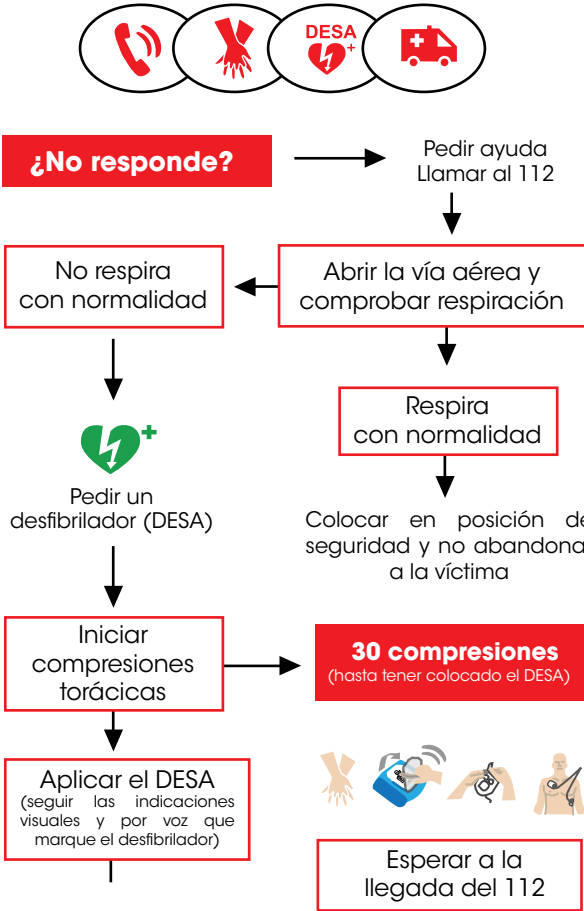 DESA
¿No responde?
Pedir ayuda
Llamar al 112
No respira
con normalidad
Abrir la vía aérea y
comprobar respiración
Respira
con normalidad
Pedir un
desfibrilador (DESA)
Colocar en posición de
seguridad y no abandona
a la víctima
Iniciar
compresiones
torácicas
30 compresiones
(hasta tener colocado el DESA)
Aplicar el DESA
(seguir las indicaciones
visuales y por voz que
marque el desfibrilador)
Esperar a la
llegada del 112